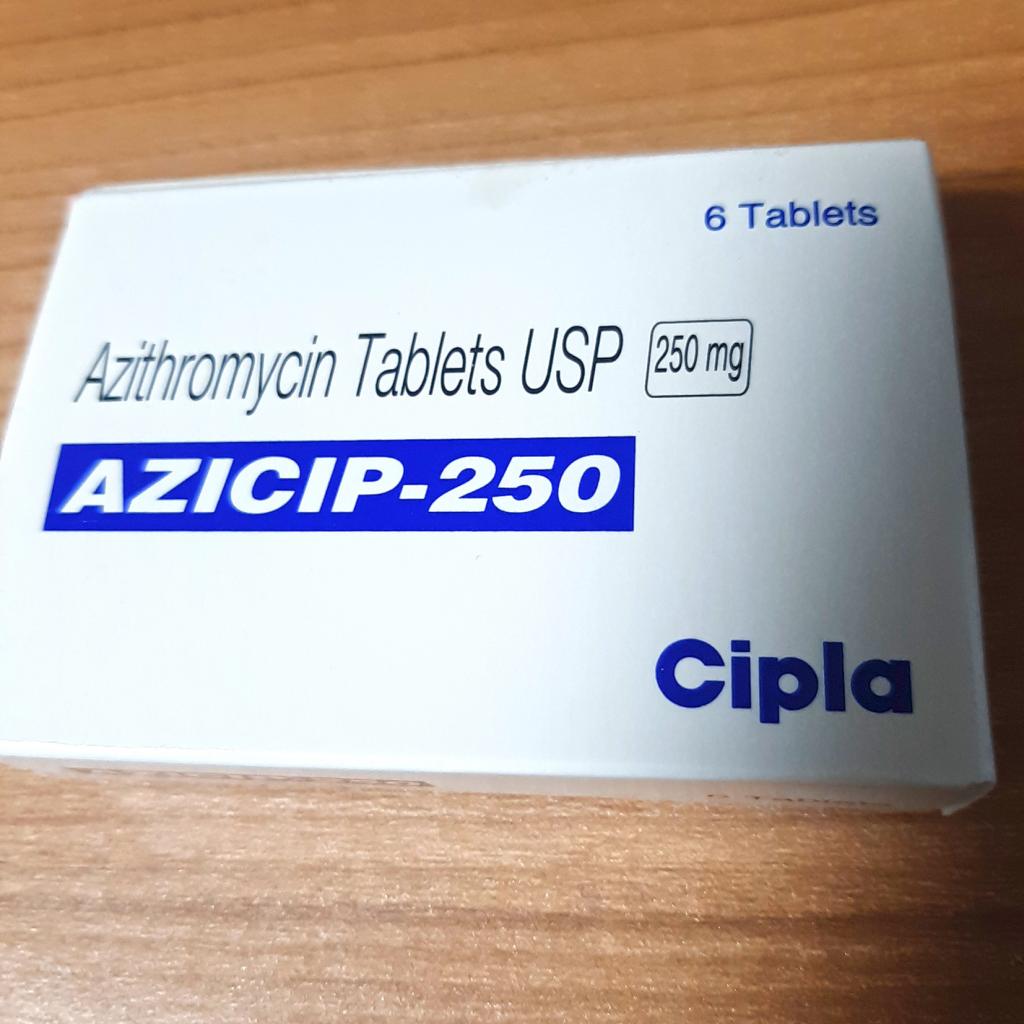 6 Tablets
Azithromycin Tablets USP 250 mg
AZICIP-250
Cipla